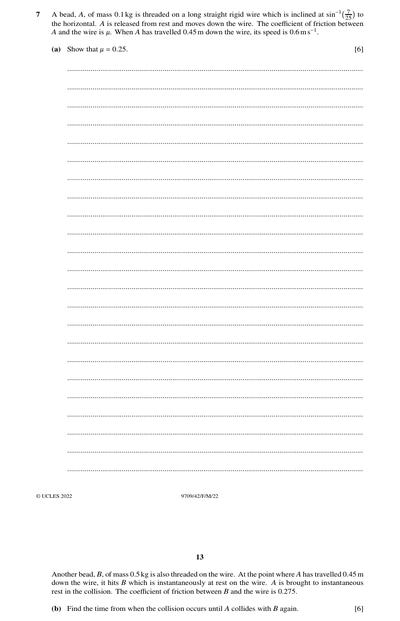 7 A bead, A, of mass 0.1 kg is threaded on a long straight rigid wire which is inclined at sin⁻¹(7/25) to
the horizontal. A is released from rest and moves down the wire. The coefficient of friction between
A and the wire is μ. When A has travelled 0.45 m down the wire, its speed is 0.6 m s⁻¹.
(a) Show that μ = 0.25. [6]
© UCLES 2022 9709/42/F/M/22
13
Another bead, B, of mass 0.5 kg is also threaded on the wire. At the point where A has travelled 0.45 m
down the wire, it hits B which is instantaneously at rest on the wire. A is brought to instantaneous
rest in the collision. The coefficient of friction between B and the wire is 0.275.
(b) Find the time from when the collision occurs until A collides with B again. [6]